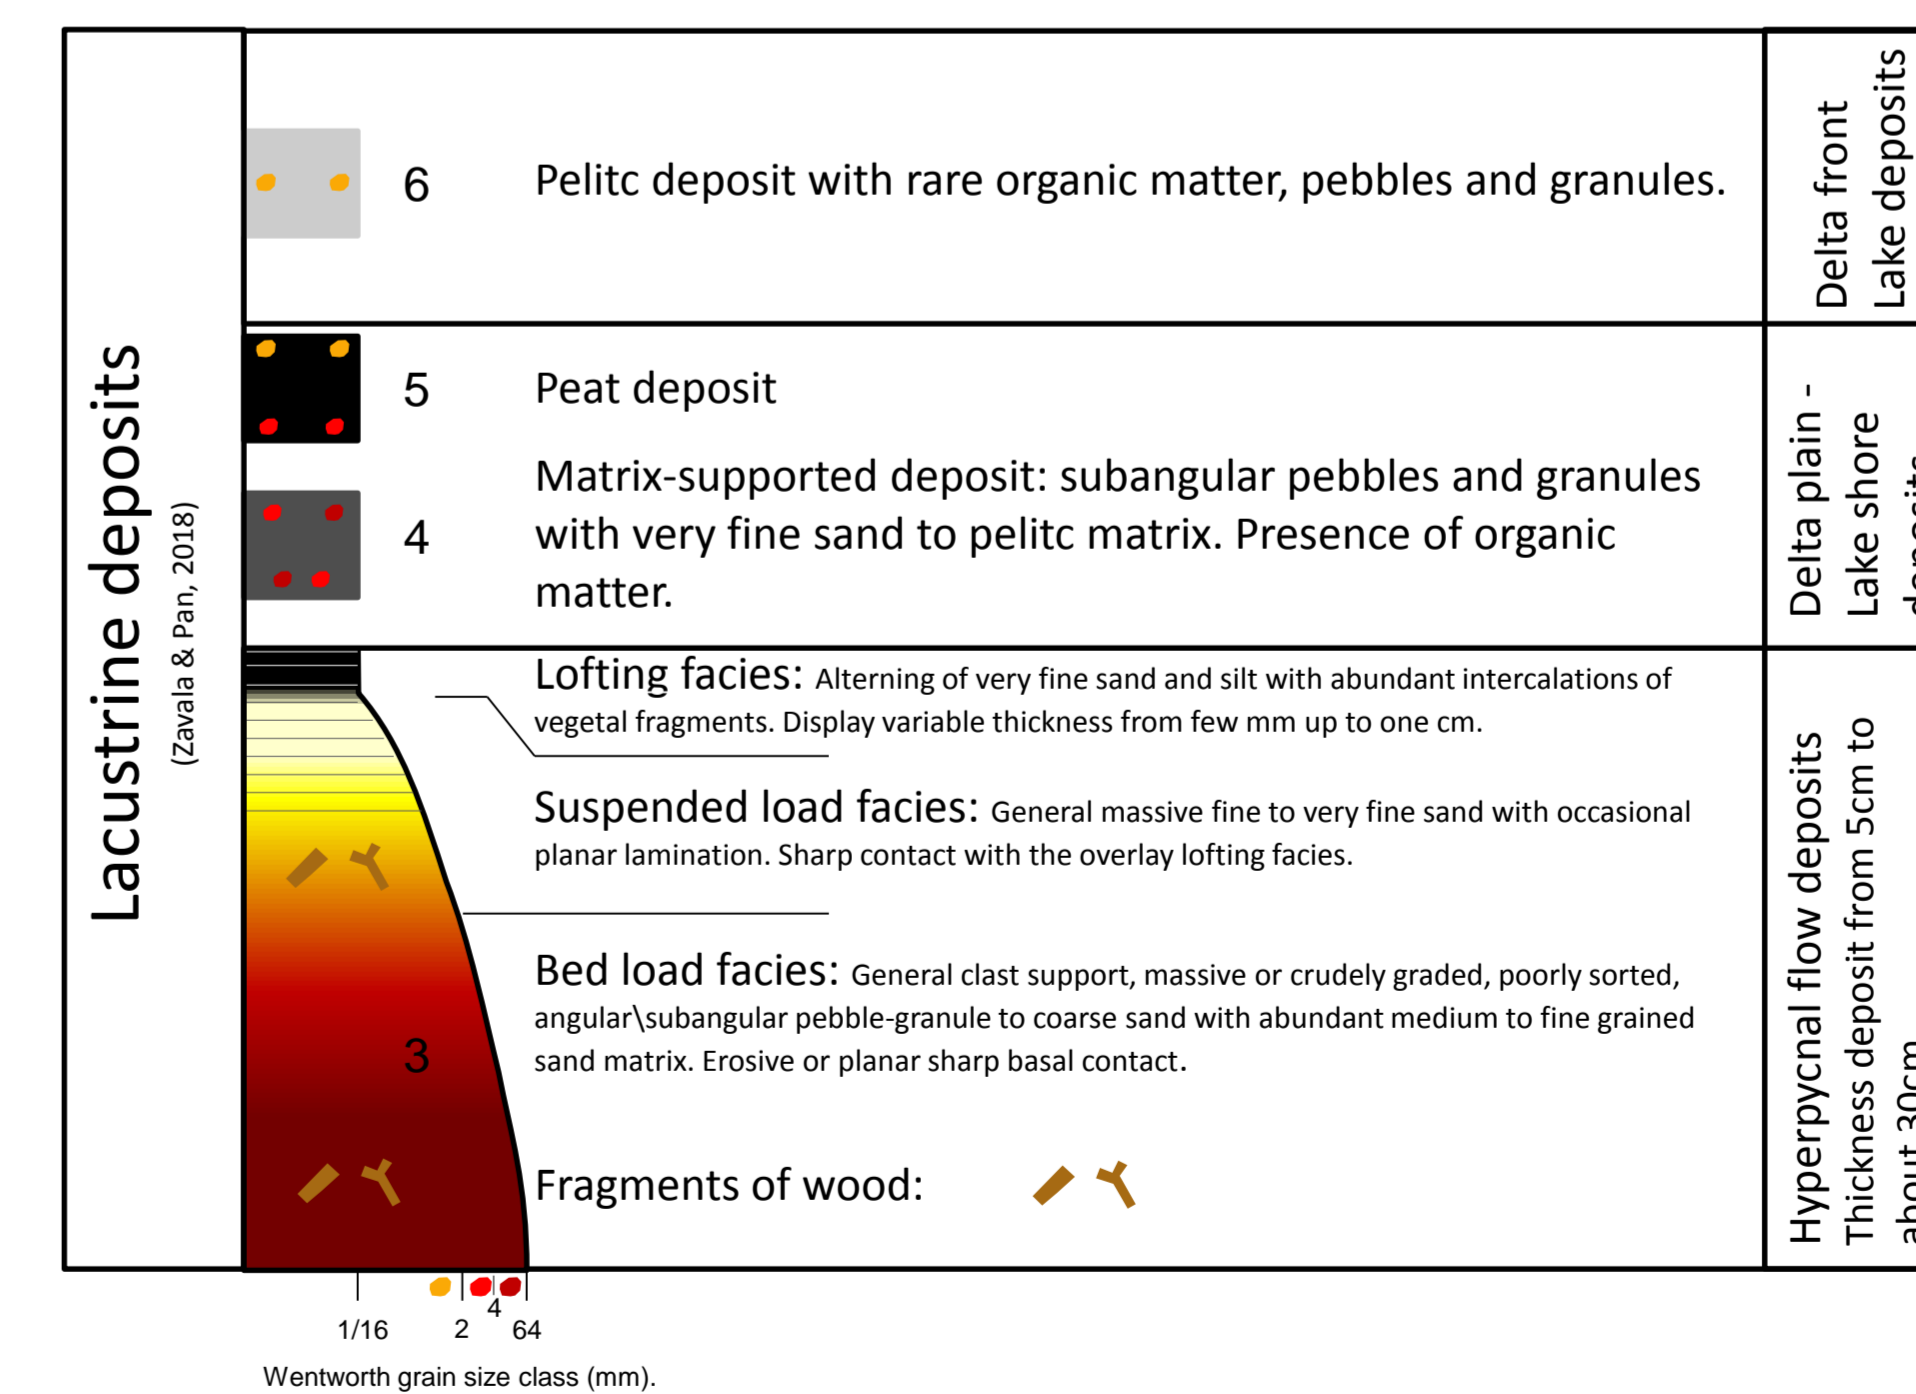 Lacustrine deposits
(Zavala & Pan, 2018)
6
Pelitc deposit with rare organic matter, pebbles and granules.
Delta front
Lake deposits
5
Peat deposit
4
Matrix-supported deposit: subangular pebbles and granules
with very fine sand to pelitc matrix. Presence of organic
matter.
Delta plain -
Lake shore
deposits
Lofting facies: Alterning of very fine sand and silt with abundant intercalations of
vegetal fragments. Display variable thickness from few mm up to one cm.
Suspended load facies: General massive fine to very fine sand with occasional
planar lamination. Sharp contact with the overlay lofting facies.
Bed load facies: General clast support, massive or crudely graded, poorly sorted,
angular\subangular pebble-granule to coarse sand with abundant medium to fine grained
sand matrix. Erosive or planar sharp basal contact.
3
Fragments of wood:
Hyperpycnal flow deposits
Thickness deposit from 5cm to
about 30cm
1/16
2
4
64
Wentworth grain size class (mm).